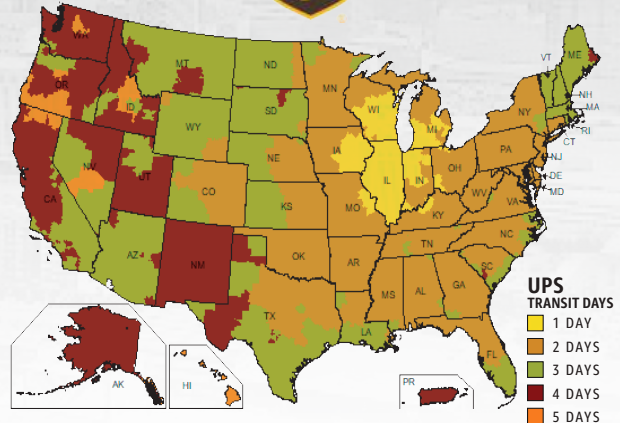 WA
MT
ND
MN
VT
ME
OR
ID
SD
WI
MI
NY
NH
MA
RI
CT
WY
IA
NE
PA
NJ
NV
UT
CO
IL
IN
OH
DE
MD
CA
KS
MO
WV
VA
KY
AZ
NM
OK
AR
TN
NC
SC
TX
MS
AL
GA
LA
FL
AK
HI
PR
UPS
TRANSIT DAYS
1 DAY
2 DAYS
3 DAYS
4 DAYS
5 DAYS